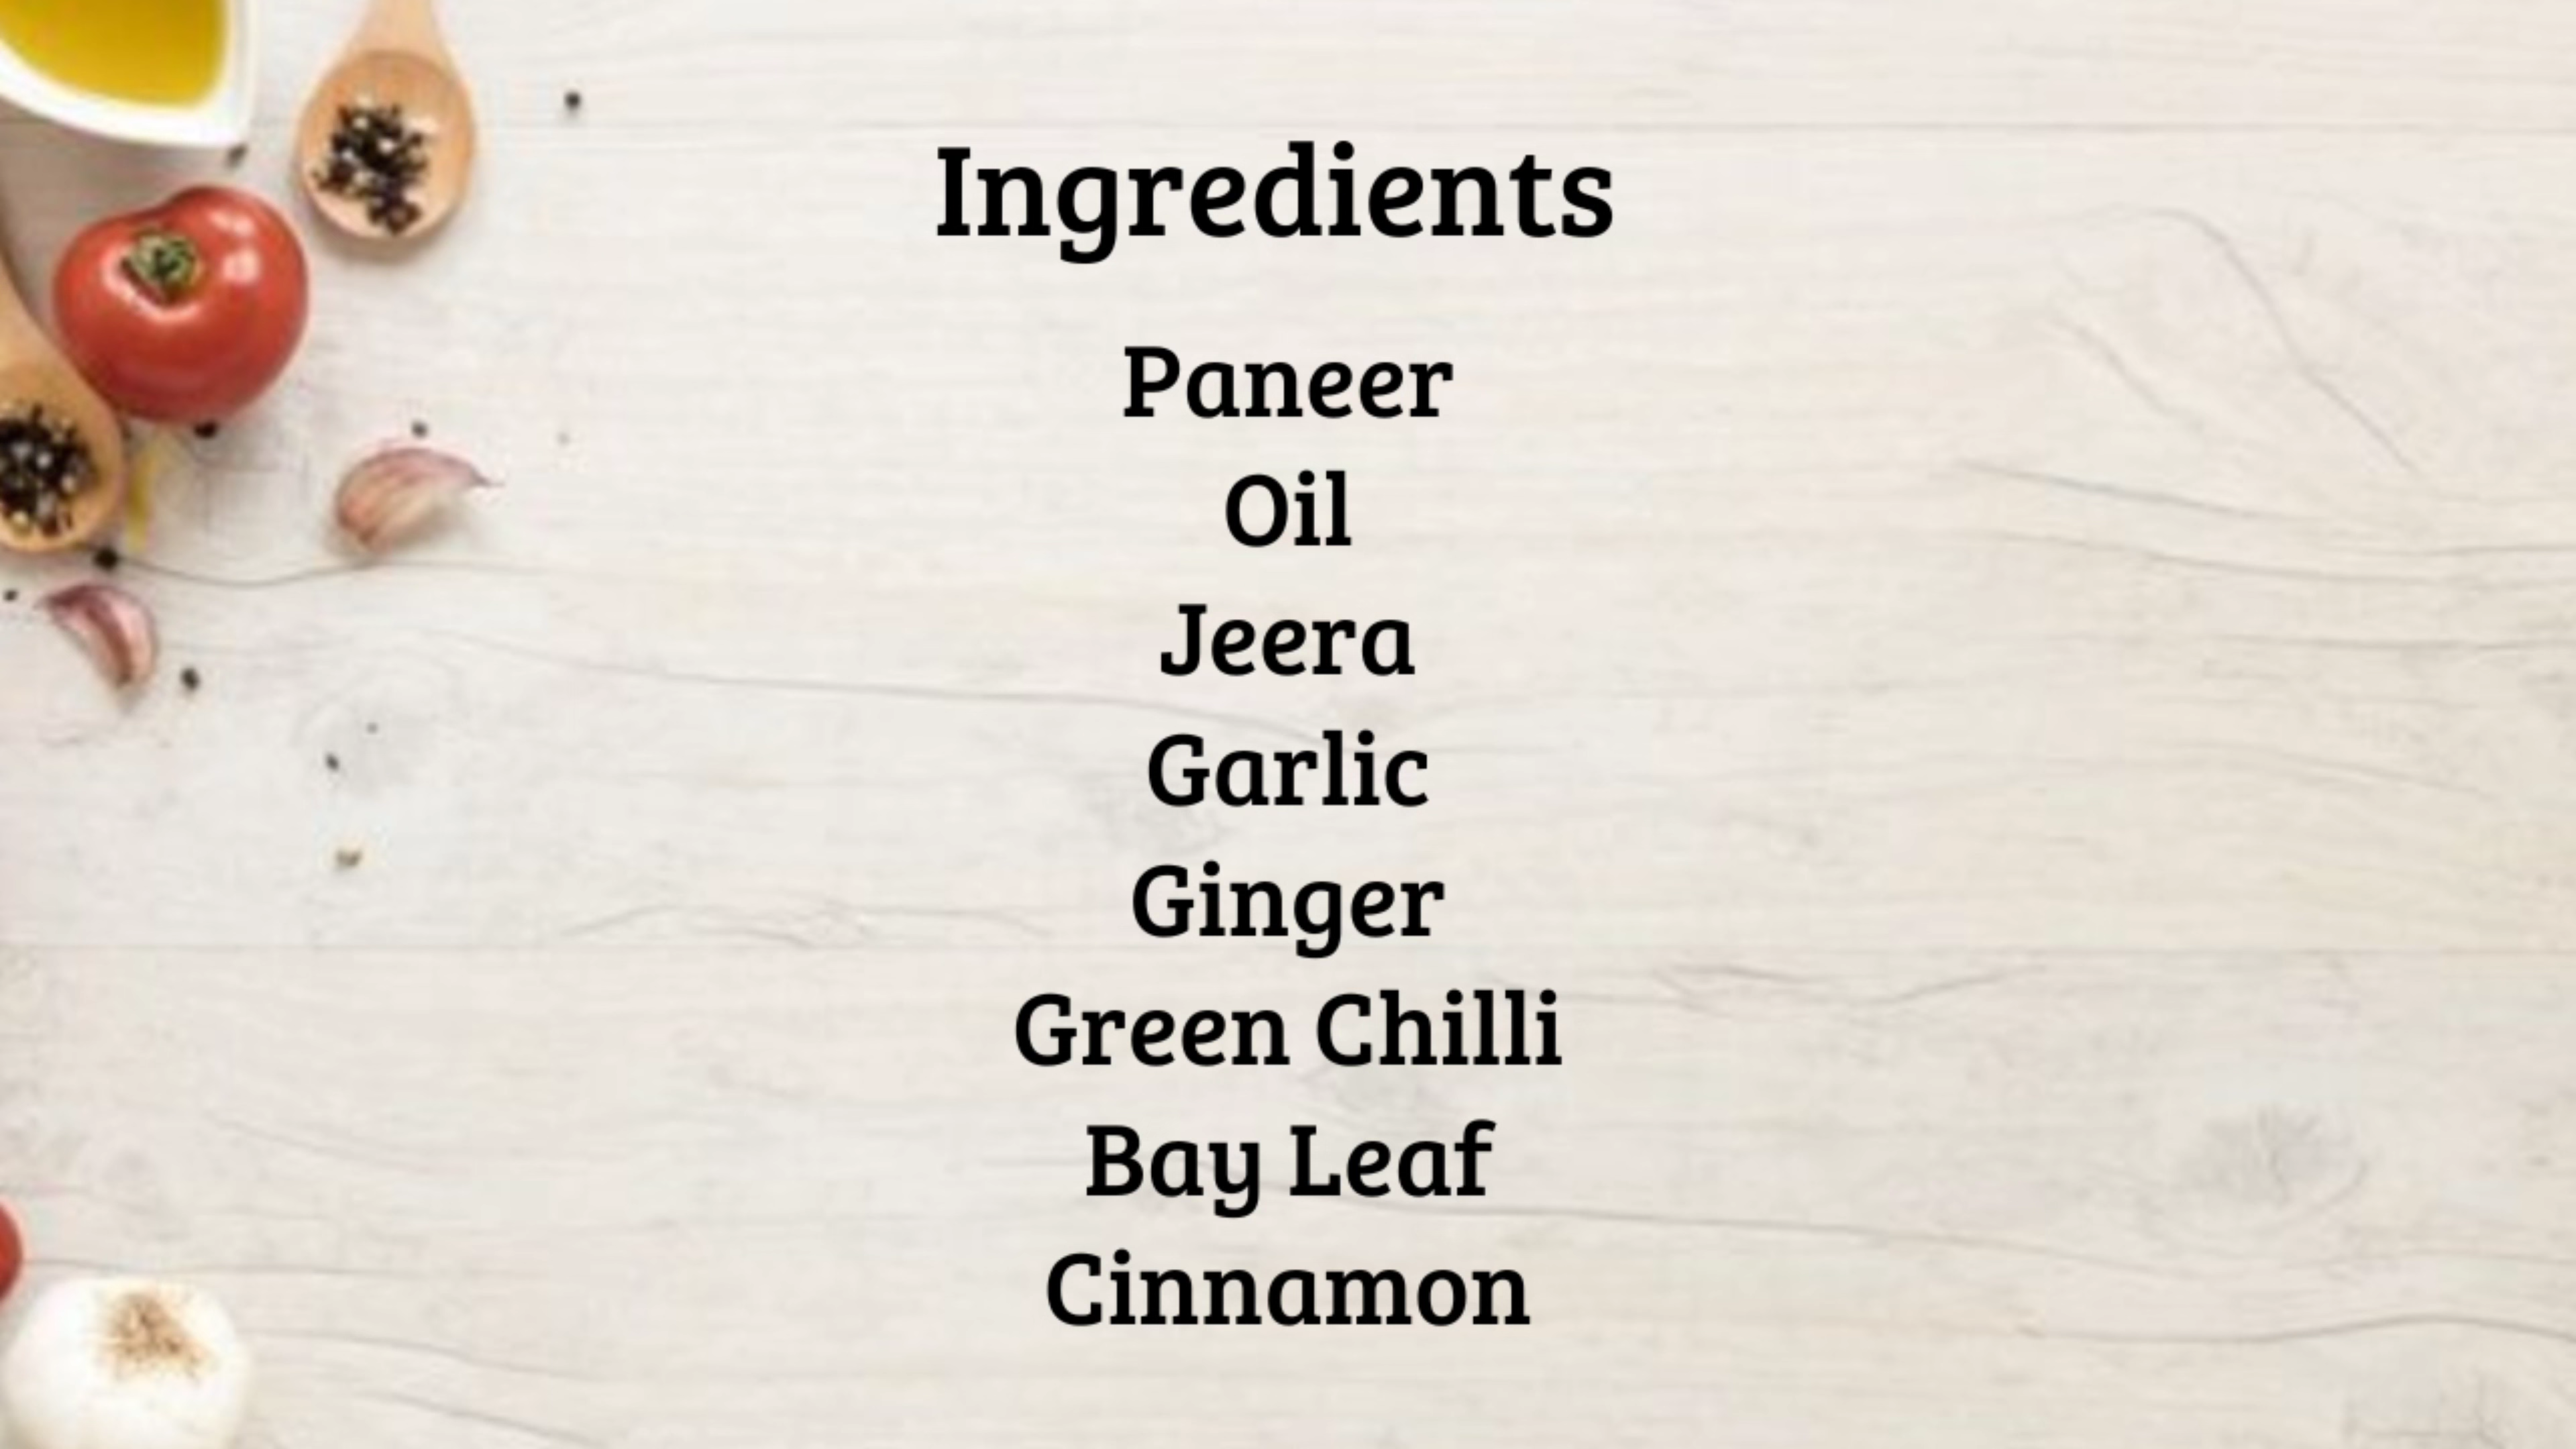 Ingredients
Paneer
Oil
Jeera
Garlic
Ginger
Green Chilli
Bay Leaf
Cinnamon